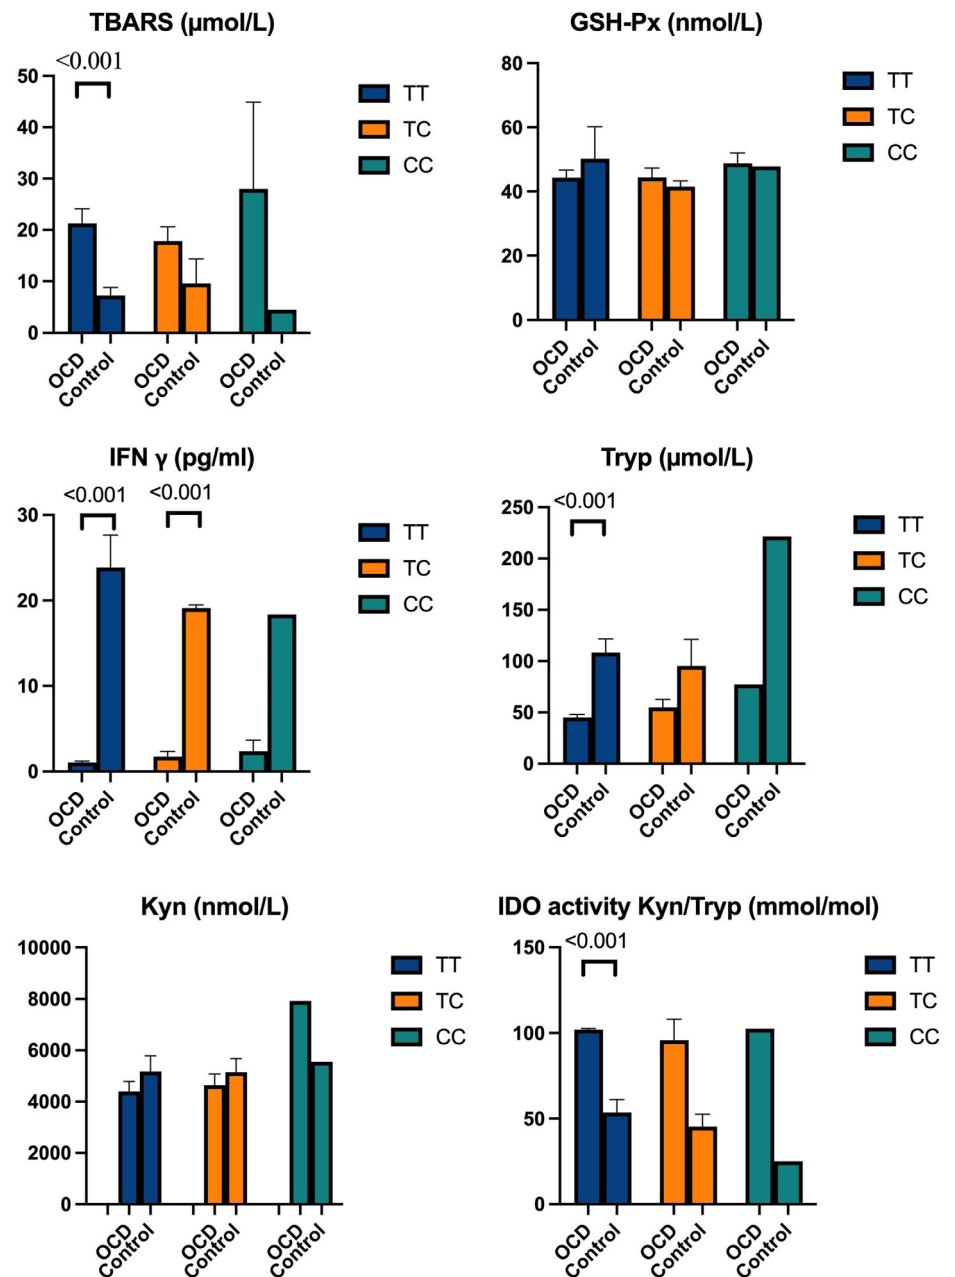 TBARS (µmol/L)
<0.001
50
40
30
20
10
0
OCD
Control
OCD
Control
OCD
Control
TT
TC
CC
GSH-Px (nmol/L)
80
60
40
20
0
OCD
Control
OCD
Control
OCD
Control
TT
TC
CC
IFN γ (pg/ml)
<0.001
<0.001
30
20
10
0
OCD
Control
OCD
Control
OCD
Control
TT
TC
CC
Tryp (µmol/L)
<0.001
250
200
150
100
50
0
OCD
Control
OCD
Control
OCD
Control
TT
TC
CC
Kyn (nmol/L)
10000
8000
6000
4000
2000
0
OCD
Control
OCD
Control
OCD
Control
TT
TC
CC
IDO activity Kyn/Tryp (mmol/mol)
<0.001
150
100
50
0
OCD
Control
OCD
Control
OCD
Control
TT
TC
CC